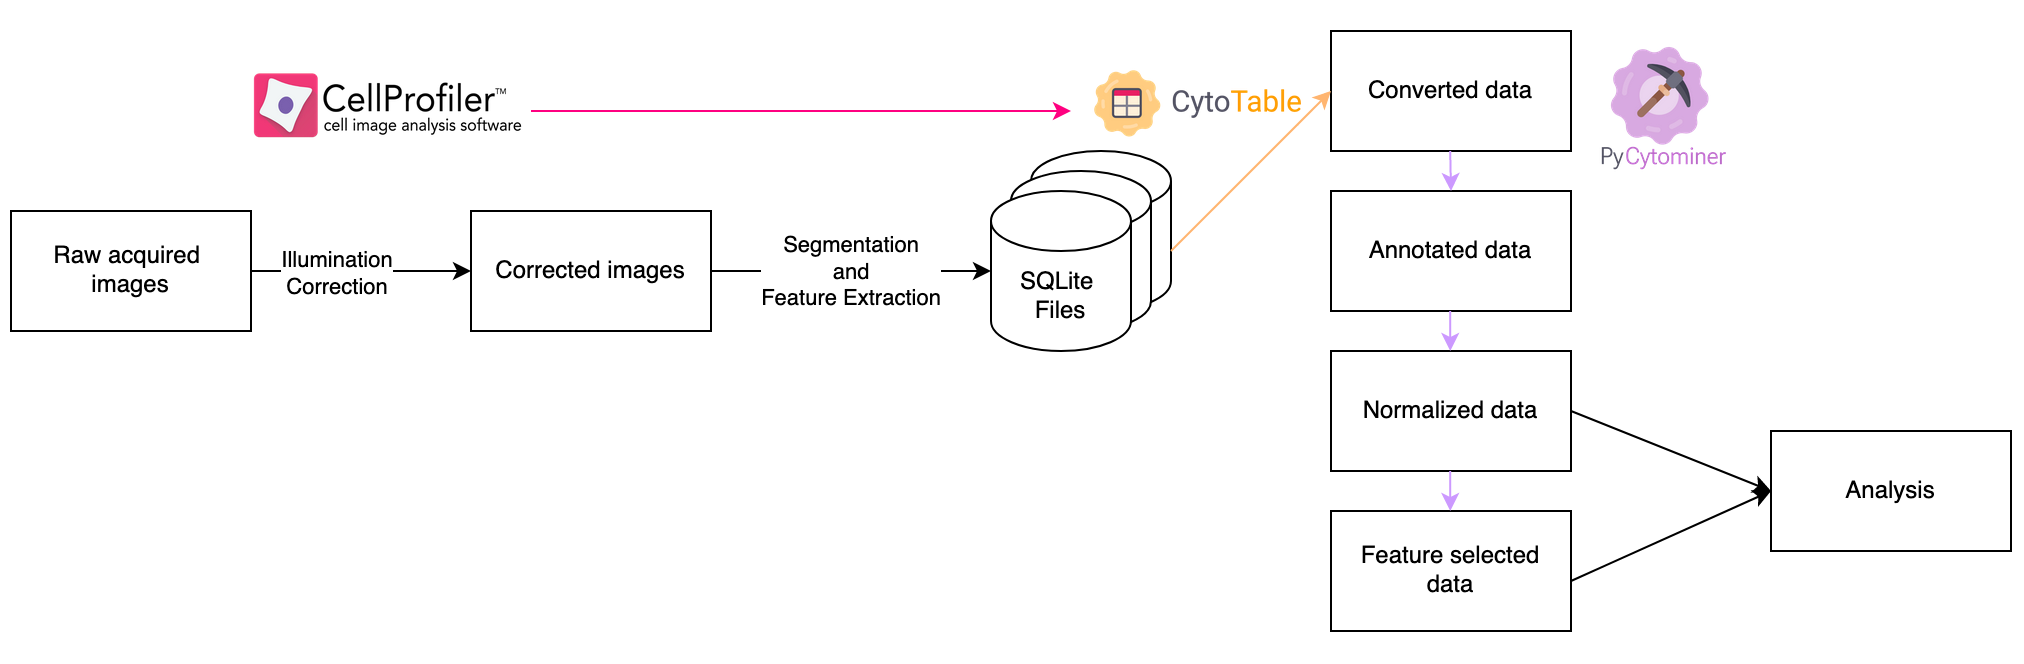 CellProfiler™
cell image analysis software
CytoTable
Converted data
PyCytominer
Raw acquired
images
Illumination
Correction
Corrected images
Segmentation
and
Feature Extraction
SQLite
Files
Annotated data
Normalized data
Feature selected
data
Analysis